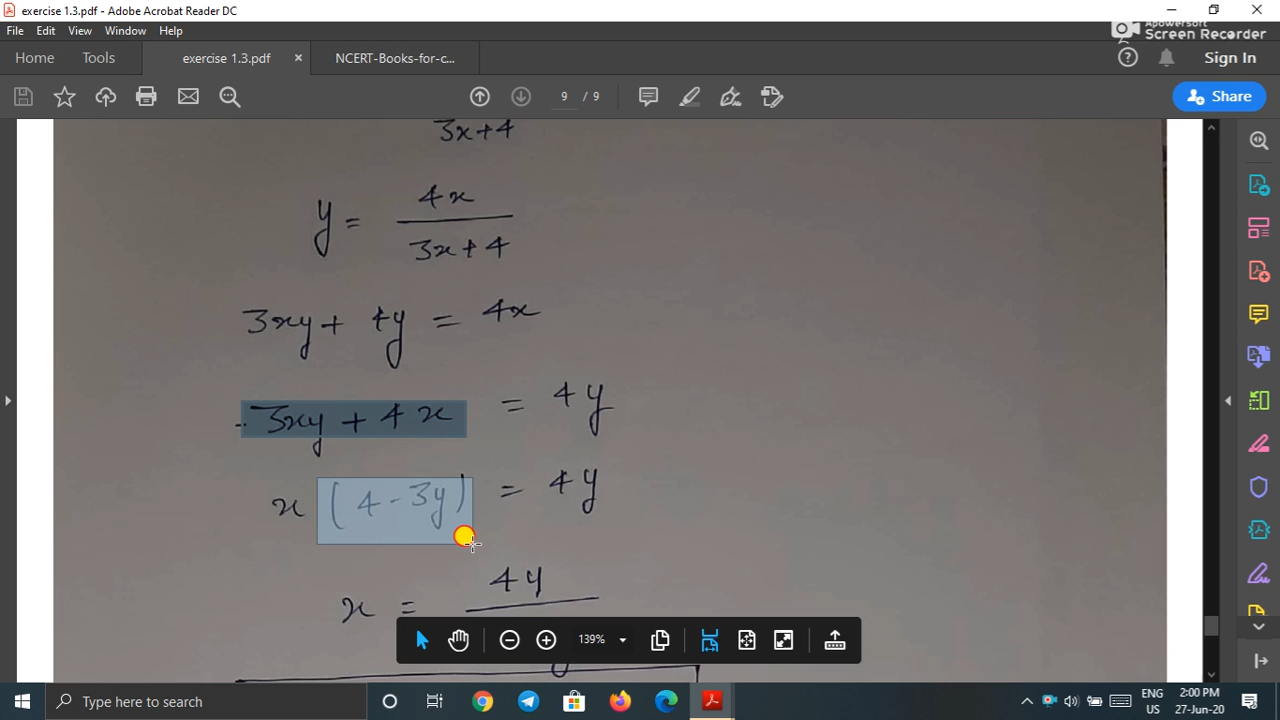 exercise 1.3.pdf - Adobe Acrobat Reader DC
Apowersoft
Screen Recorder
File Edit View Window Help
Home Tools exercise 1.3.pdf × NCERT-Books-for-c... Sign In
9 / 9 Share
3x+4
y = 4x
3x+4
3xy + 4y = 4x
-3xy + 4x = 4y
x (4-3y) = 4y
4y
x =
139%
Type here to search
ENG
US
2:00 PM
27-Jun-20